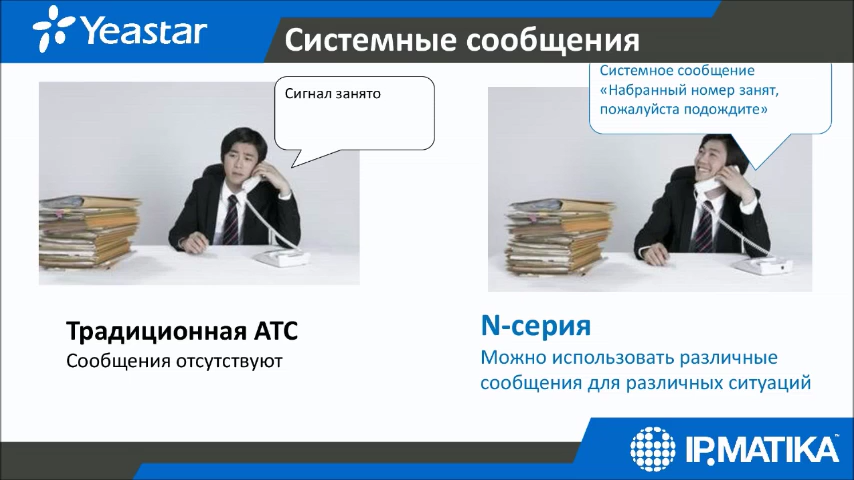 Yeastar
Системные сообщения
Сигнал занято
Системное сообщение
«Набранный номер занят,
пожалуйста подождите»
Традиционная АТС
Сообщения отсутствуют
N-серия
Можно использовать различные
сообщения для различных ситуаций
IP.MATIKA™